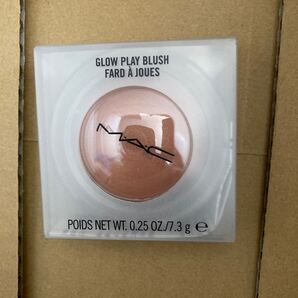 GLOW PLAY BLUSH
FARD À JOUES
MAC
POIDS NET WT. 0.25 OZ./7.3 g ℮